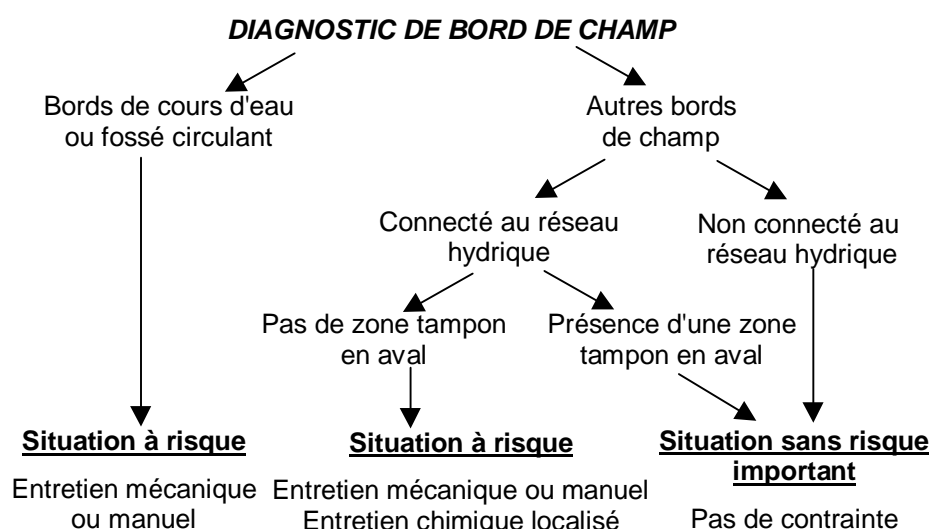 DIAGNOSTIC DE BORD DE CHAMP
Bords de cours d'eau
ou fossé circulant
Autres bords
de champ
Connecté au réseau
hydrique
Non connecté au
réseau hydrique
Pas de zone tampon
en aval
Présence d'une zone
tampon en aval
Situation à risque
Entretien mécanique
ou manuel
Situation à risque
Entretien mécanique ou manuel
Entretien chimique localisé
Situation sans risque
important
Pas de contrainte